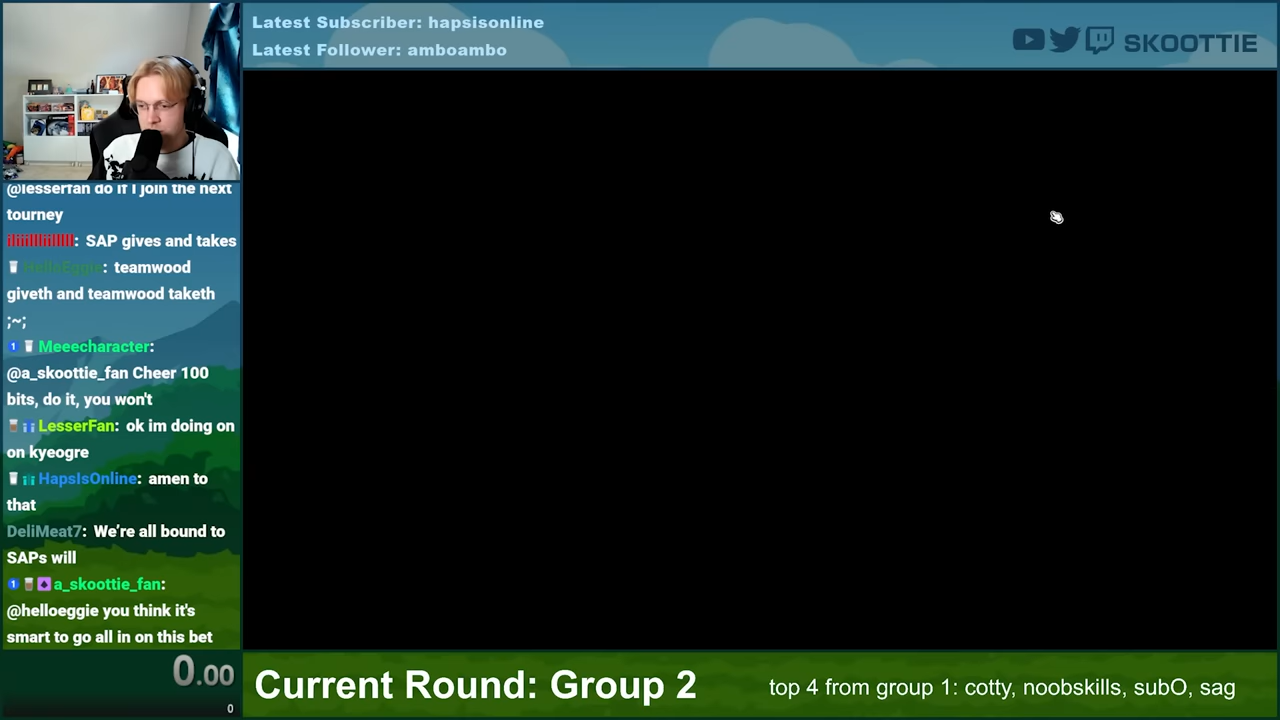 Latest Subscriber: hapsisonline
Latest Follower: amboambo
SKOOTTIE
@lesserfan do if I join the next
tourney
: SAP gives and takes
HelloEggie: teamwood
giveth and teamwood taketh
;~;
1 Meeecharacter:
@a_skoottie_fan Cheer 100
bits, do it, you won't
LesserFan: ok im doing on
on kyeogre
HapsIsOnline: amen to
that
DeliMeat7: We're all bound to
SAPs will
1 a_skoottie_fan:
@helloeggie you think it's
smart to go all in on this bet
0.00
0
Current Round: Group 2
top 4 from group 1: cotty, noobskills, subO, sag